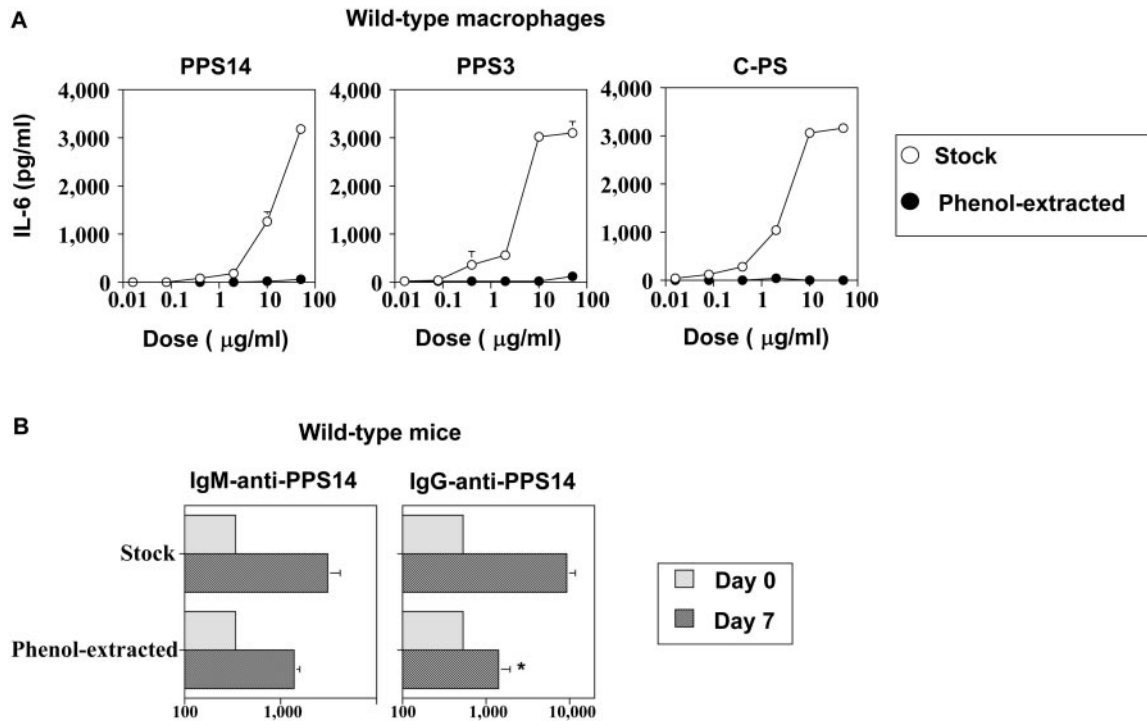 A
Wild-type macrophages
PPS14
PPS3
C-PS
IL-6 (pg/ml)
4,000
3,000
2,000
1,000
0
0.01 0.1 1 10 100
Dose ( μg/ml)
4,000
3,000
2,000
1,000
0
0.01 0.1 1 10 100
Dose ( μg/ml)
4,000
3,000
2,000
1,000
0
0.01 0.1 1 10 100
Dose ( μg/ml)
Stock
Phenol-extracted
B
Wild-type mice
IgM-anti-PPS14
IgG-anti-PPS14
Stock
Phenol-extracted
*
100 1,000
100 1,000 10,000
Day 0
Day 7